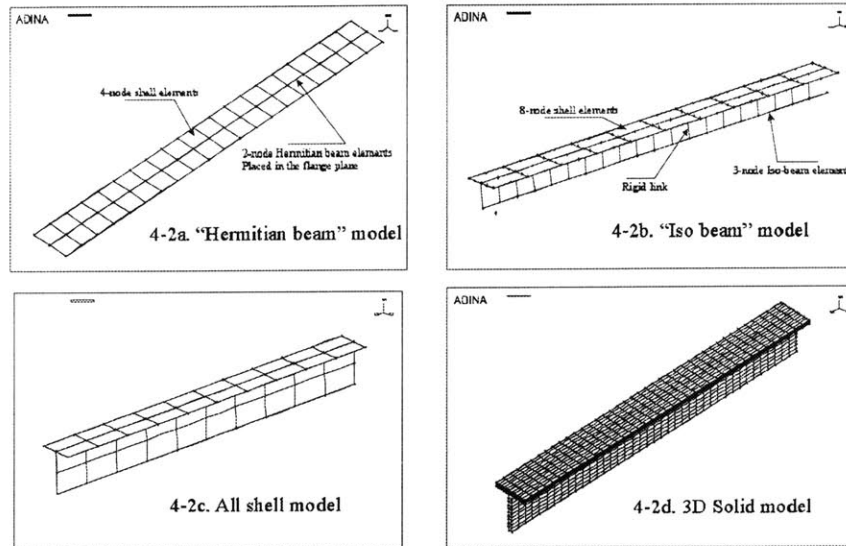 ADINA
4-node shell elements
2-node Hermitian beam elements
Placed in the flange plane
4-2a. “Hermitian beam” model
ADINA
8-node shell elements
Rigid link
3-node Iso-beam element
4-2b. “Iso beam” model
4-2c. All shell model
ADINA
4-2d. 3D Solid model